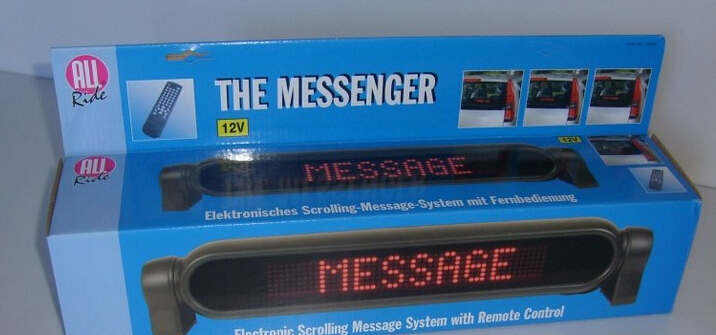 ALL
Ride
THE MESSENGER
12V
ALL
Ride
12V
MESSAGE
Elektronisches Scrolling-Message-System mit Fernbedienung
MESSAGE
Electronic Scrolling Message System with Remote Control